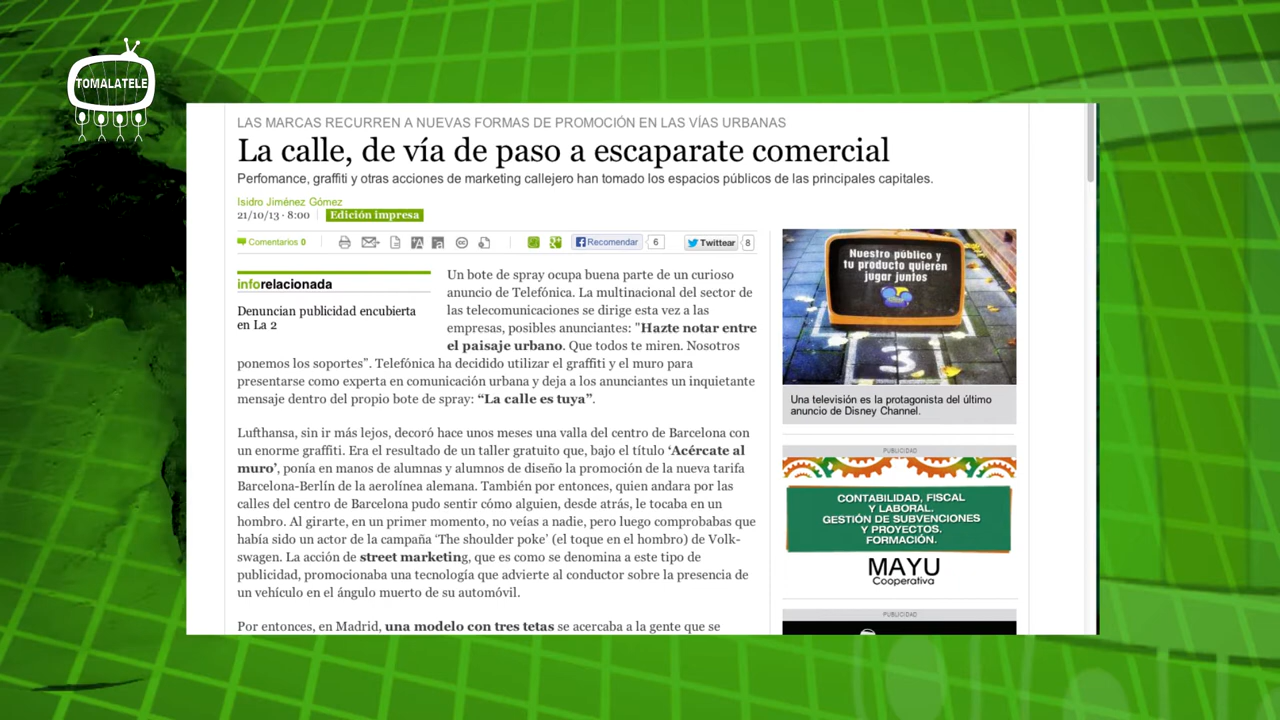 TOMALATELE
LAS MARCAS RECURREN A NUEVAS FORMAS DE PROMOCIÓN EN LAS VÍAS URBANAS
La calle, de vía de paso a escaparate comercial
Perfomance, graffiti y otras acciones de marketing callejero han tomado los espacios públicos de las principales capitales.
Isidro Jiménez Gómez
21/10/13 · 8:00
Edición impresa
Comentarios 0
Recomendar 6
Twittear 8
inforelacionada
Denuncian publicidad encubierta
en La 2
Un bote de spray ocupa buena parte de un curioso
anuncio de Telefónica. La multinacional del sector de
las telecomunicaciones se dirige esta vez a las
empresas, posibles anunciantes: "Hazte notar entre
el paisaje urbano. Que todos te miren. Nosotros
ponemos los soportes". Telefónica ha decidido utilizar el graffiti y el muro para
presentarse como experta en comunicación urbana y deja a los anunciantes un inquietante
mensaje dentro del propio bote de spray: “La calle es tuya”.
Lufthansa, sin ir más lejos, decoró hace unos meses una valla del centro de Barcelona con
un enorme graffiti. Era el resultado de un taller gratuito que, bajo el título ‘Acércate al
muro’, ponía en manos de alumnas y alumnos de diseño la promoción de la nueva tarifa
Barcelona-Berlín de la aerolínea alemana. También por entonces, quien andara por las
calles del centro de Barcelona pudo sentir cómo alguien, desde atrás, le tocaba en un
hombro. Al girarte, en un primer momento, no veías a nadie, pero luego comprobabas que
había sido un actor de la campaña ‘The shoulder poke’ (el toque en el hombro) de Volk-
swagen. La acción de street marketing, que es como se denomina a este tipo de
publicidad, promocionaba una tecnología que advierte al conductor sobre la presencia de
un vehículo en el ángulo muerto de su automóvil.
Por entonces, en Madrid, una modelo con tres tetas se acercaba a la gente que se
Nuestro público y
tu producto quieren
jugar juntos
3
Una televisión es la protagonista del último
anuncio de Disney Channel.
PUBLICIDAD
CONTABILIDAD, FISCAL
Y LABORAL.
GESTIÓN DE SUBVENCIONES
Y PROYECTOS.
FORMACIÓN.
MAYU
Cooperativa
PUBLICIDAD